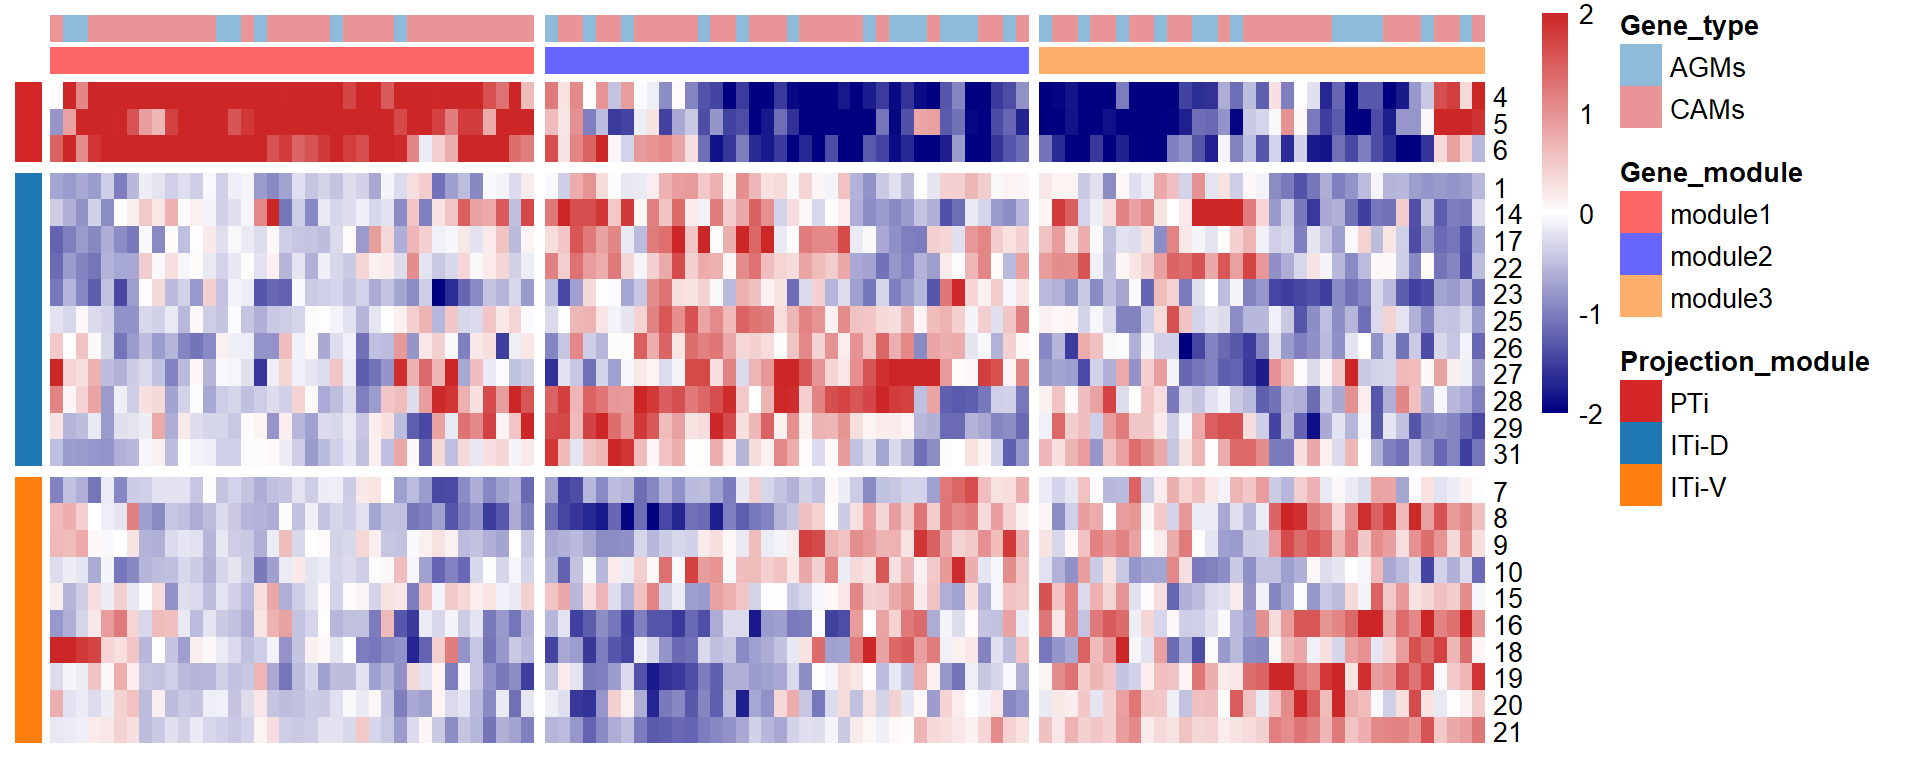 4
5
6
1
14
17
22
23
25
26
27
28
29
31
7
8
9
10
15
16
18
19
20
21
2
1
0
-1
-2
Gene_type
AGMs
CAMs
Gene_module
module1
module2
module3
Projection_module
PTi
ITi-D
ITi-V